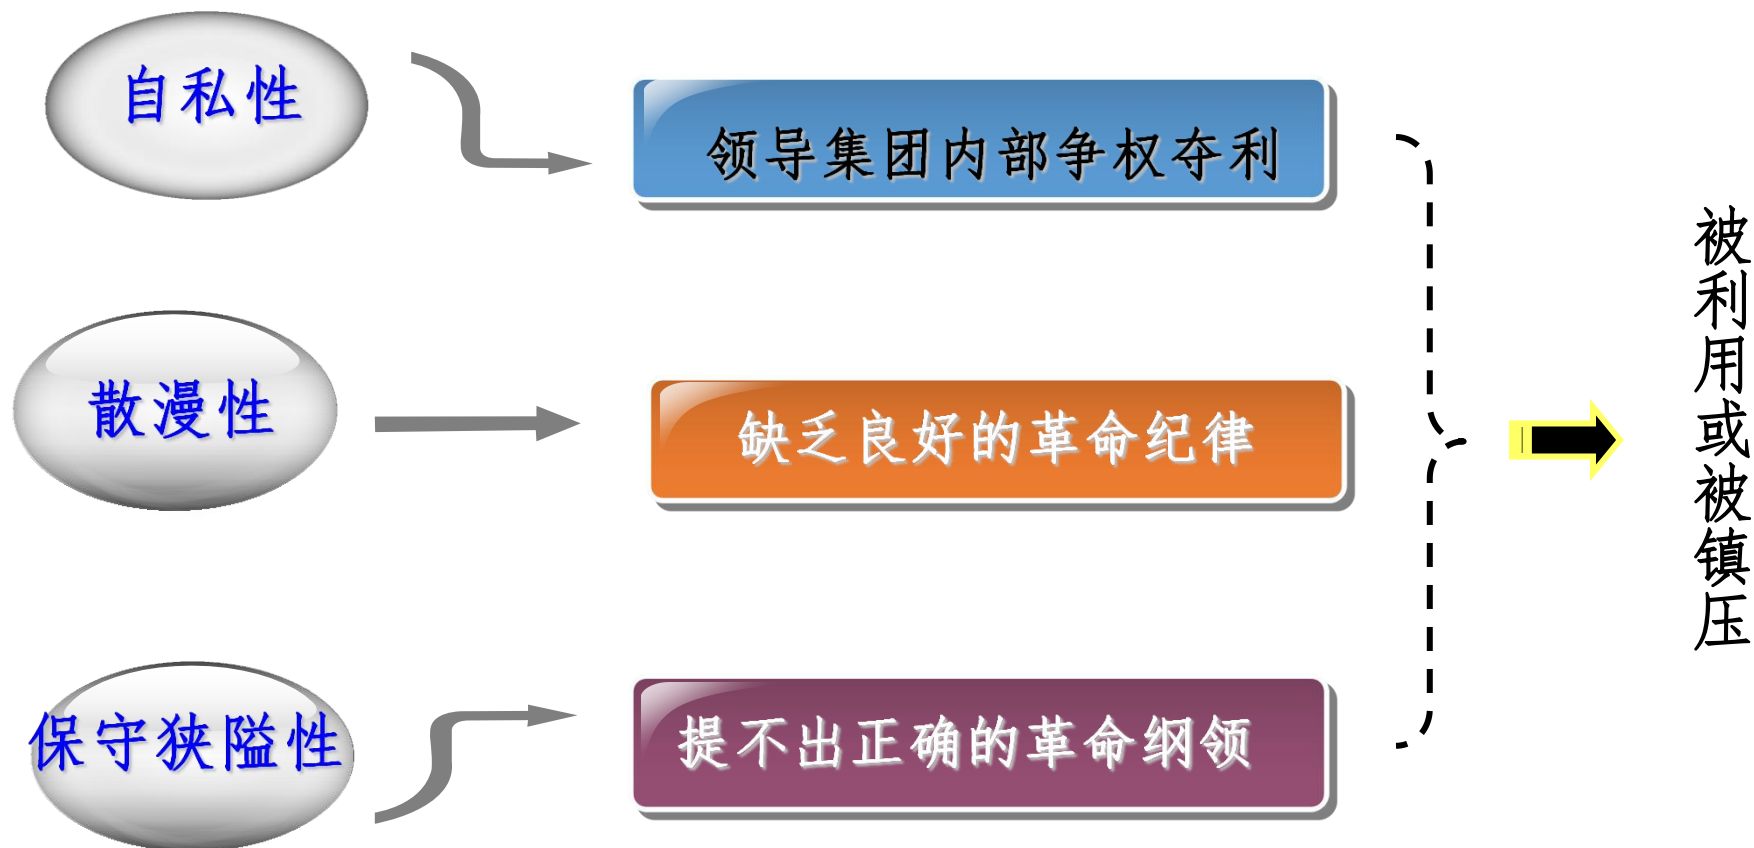 自私性
领导集团内部争权夺利
散漫性
缺乏良好的革命纪律
保守狭隘性
提不出正确的革命纲领
被利用或被镇压